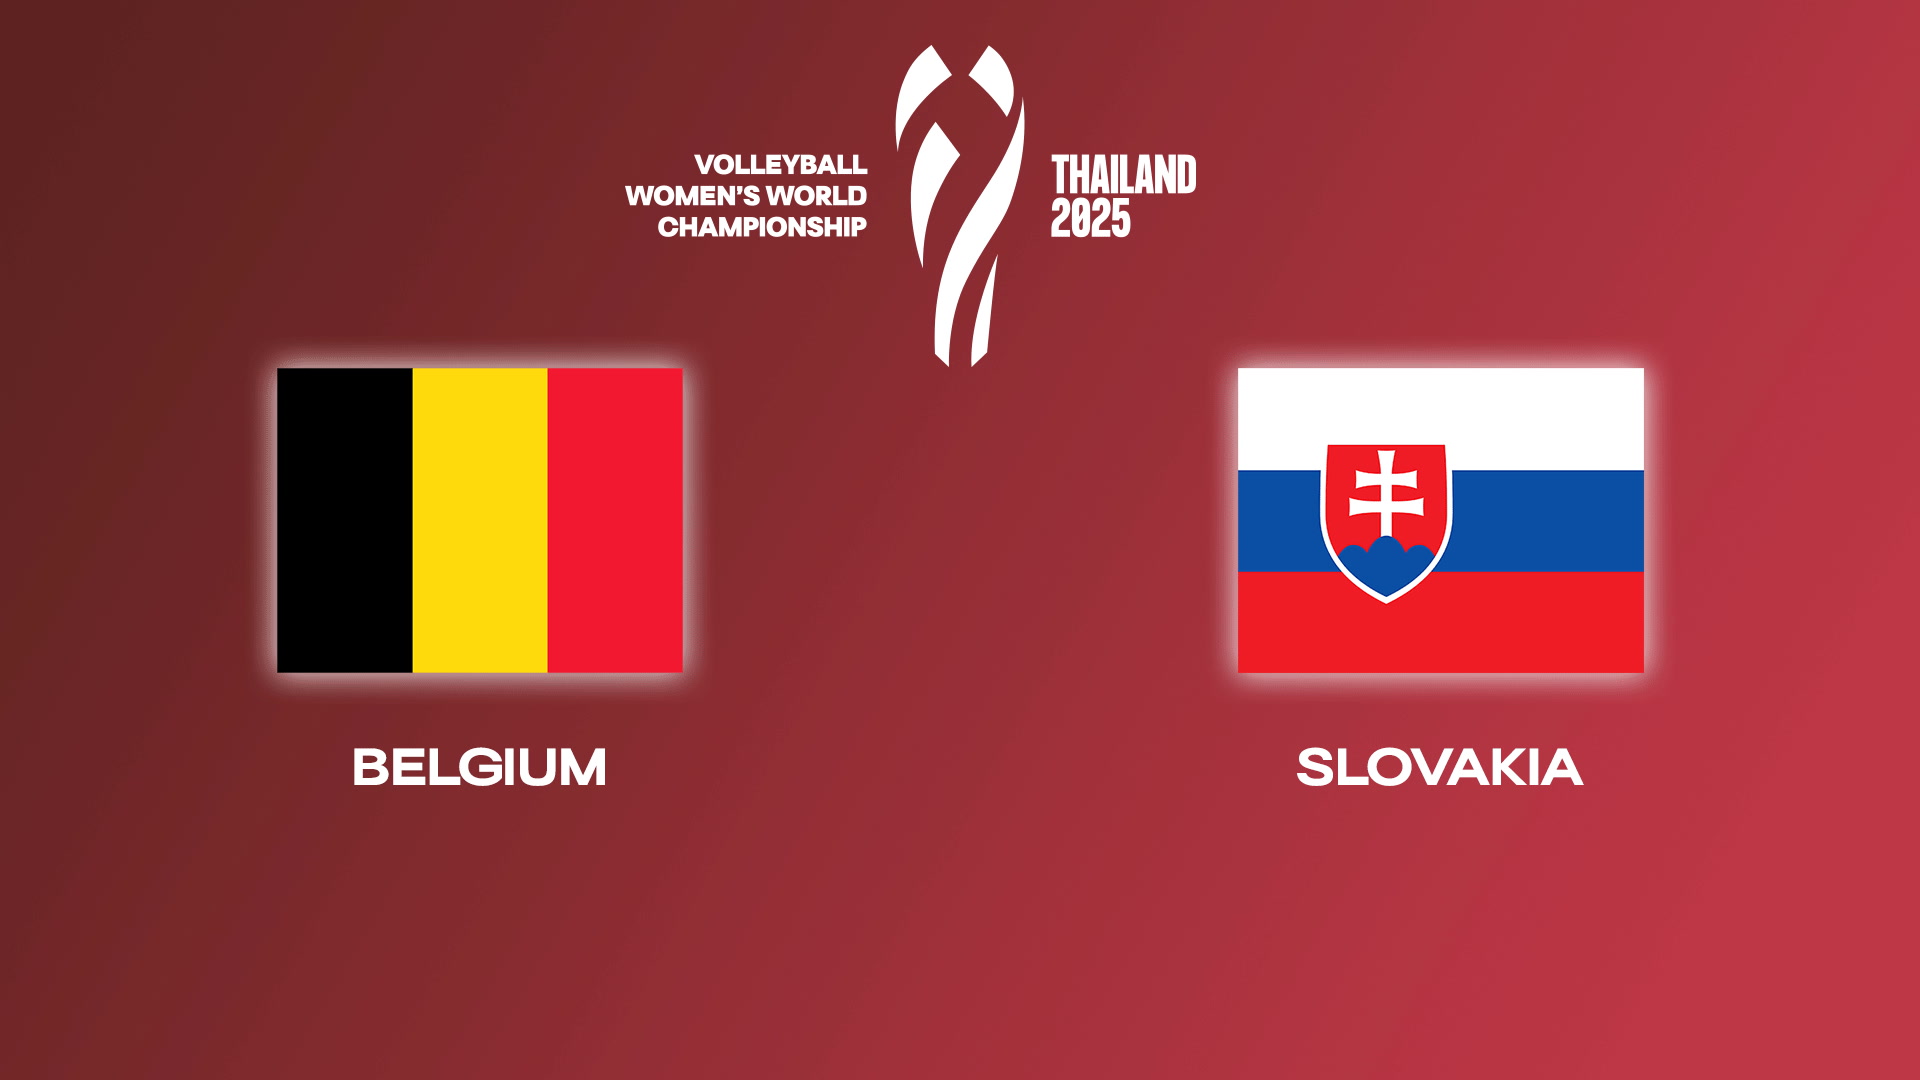 VOLLEYBALL
WOMEN'S WORLD
CHAMPIONSHIP
THAILAND
2025
BELGIUM
SLOVAKIA